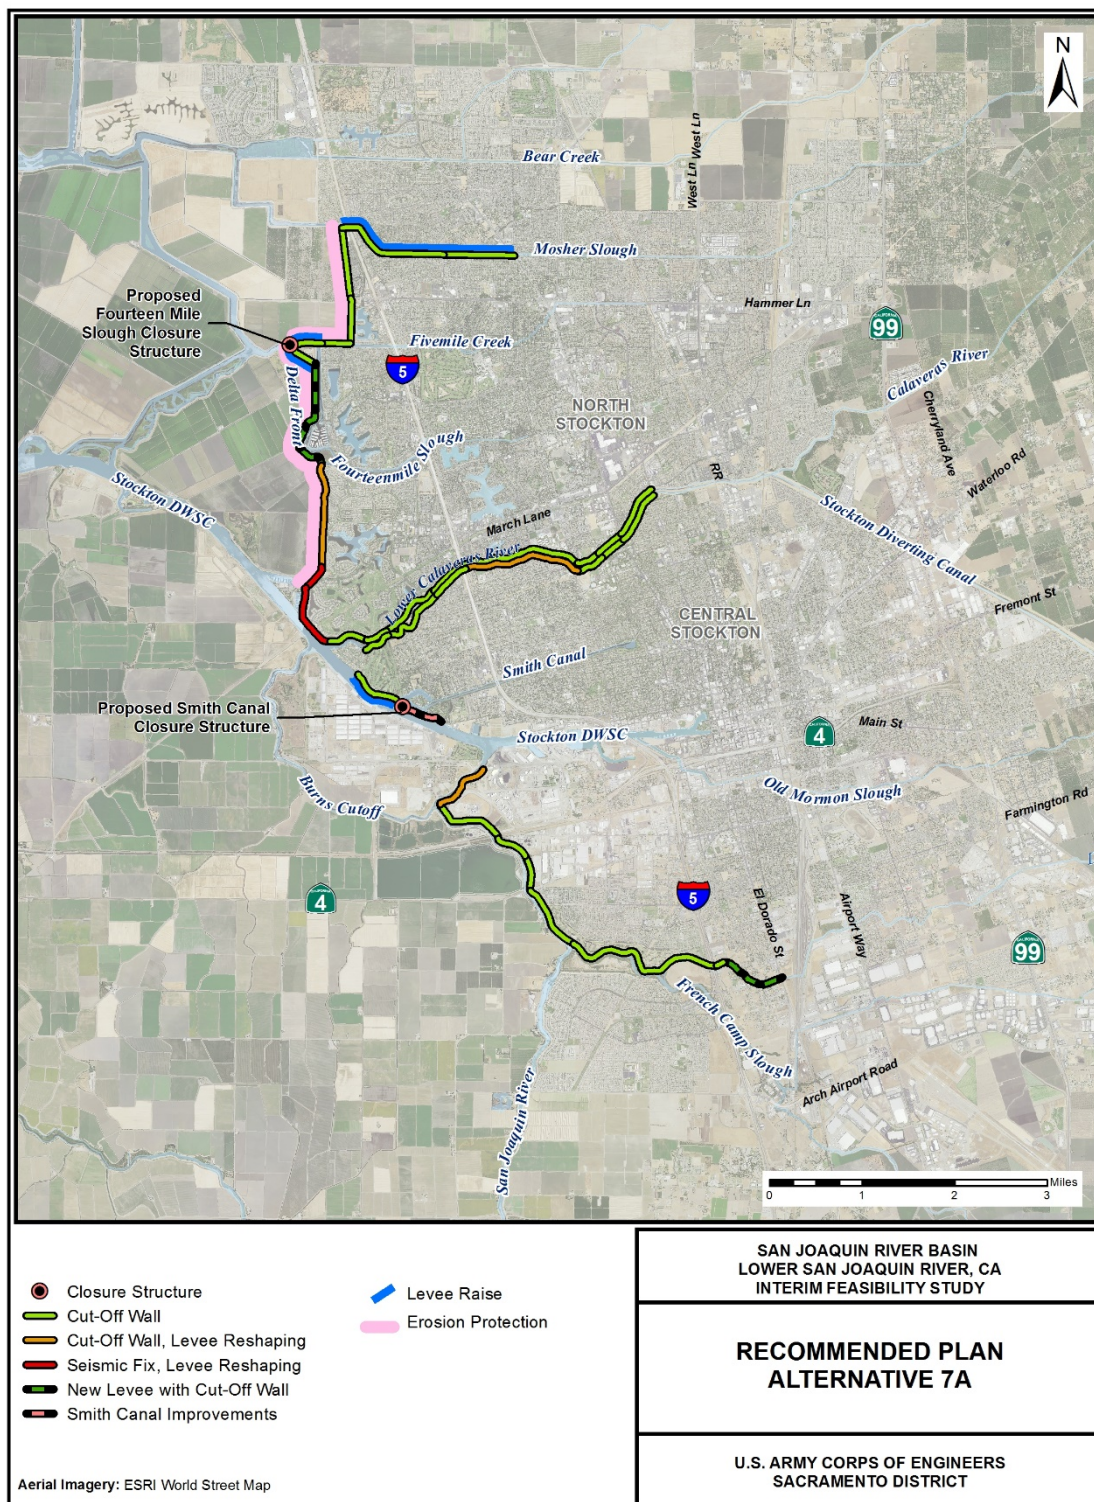 N
West Ln
West Ln
Bear Creek
Mosher Slough
Proposed
Fourteen Mile
Slough Closure
Structure
Hammer Ln
CALIFORNIA
99
Fivemile Creek
5
Calaveras River
Delta Front
NORTH
STOCKTON
Cherryland Ave
Fourteenmile Slough
Waterloo Rd
RR
Stockton DWSC
March Lane
Stockton Diverting Canal
Lower Calaveras River
Fremont St
CENTRAL
STOCKTON
Smith Canal
Proposed Smith Canal
Closure Structure
Stockton DWSC
CALIFORNIA
4
Main St
Old Mormon Slough
Burns Cutoff
Farmington Rd
CALIFORNIA
4
5
El Dorado St
Airport Way
CALIFORNIA
99
French Camp Slough
San Joaquin River
Arch Airport Road
Miles
0 1 2 3
Closure Structure
Cut-Off Wall
Cut-Off Wall, Levee Reshaping
Seismic Fix, Levee Reshaping
New Levee with Cut-Off Wall
Smith Canal Improvements
Levee Raise
Erosion Protection
Aerial Imagery: ESRI World Street Map
SAN JOAQUIN RIVER BASIN
LOWER SAN JOAQUIN RIVER, CA
INTERIM FEASIBILITY STUDY
RECOMMENDED PLAN
ALTERNATIVE 7A
U.S. ARMY CORPS OF ENGINEERS
SACRAMENTO DISTRICT